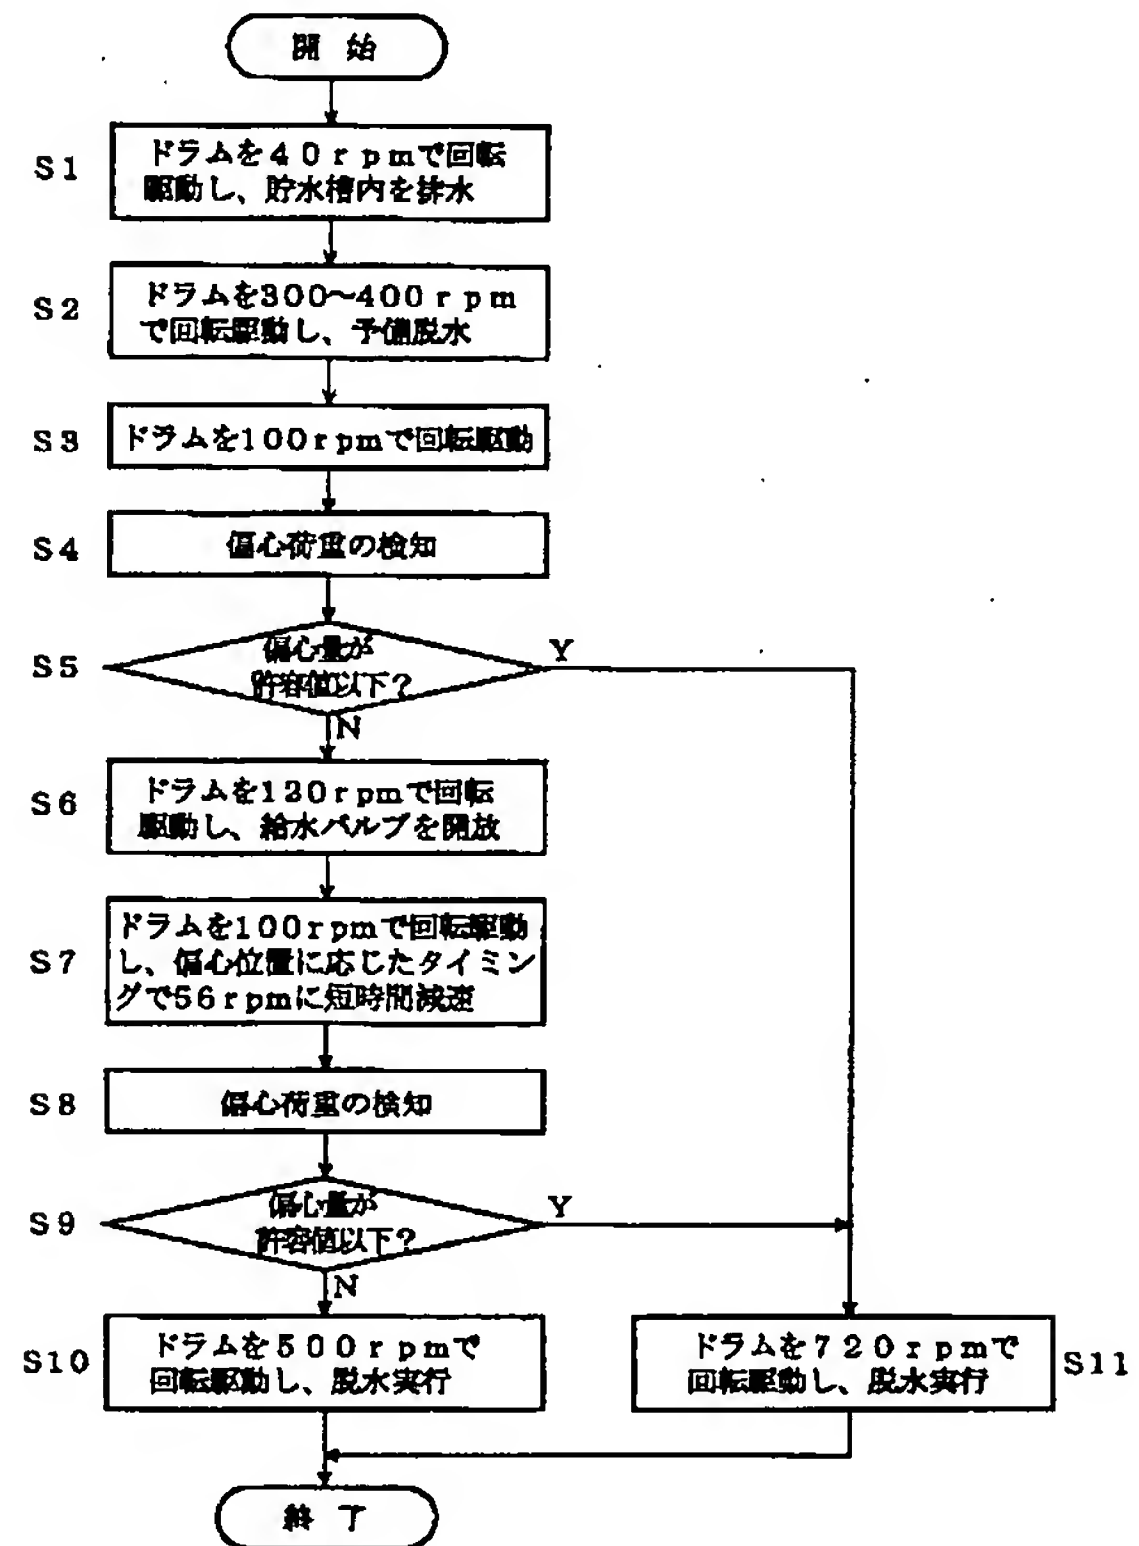 開 始
S1
ドラムを40rpmで回転
駆動し、貯水槽内を排水
S2
ドラムを300～400rpm
で回転駆動し、予備脱水
S3
ドラムを100rpmで回転駆動
S4
偏心荷重の検知
S5
偏心量が
許容値以下?
Y
N
S6
ドラムを130rpmで回転
駆動し、給水バルブを開放
S7
ドラムを100rpmで回転駆動
し、偏心位置に応じたタイミン
グで56rpmに短時間減速
S8
偏心荷重の検知
S9
偏心量が
許容値以下?
Y
N
S10
ドラムを500rpmで
回転駆動し、脱水実行
ドラムを720rpmで
回転駆動し、脱水実行
S11
終 了